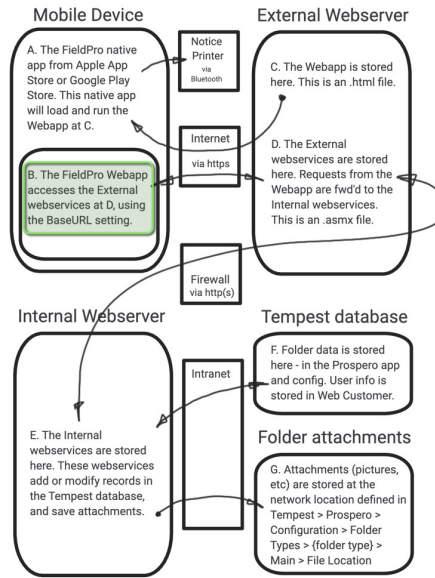 Mobile Device
A. The FieldPro native
app from Apple App
Store or Google Play
Store. This native app
will load and run the
Webapp at C.
B. The FieldPro Webapp
accesses the External
webservices at D, using
the BaseURL setting.
Notice
Printer
via
Bluetooth
Internet
via https
Firewall
via http(s)
External Webserver
C. The Webapp is stored
here. This is an .html file.
D. The External
webservices are stored
here. Requests from the
Webapp are fwd'd to the
Internal webservices.
This is an .asmx file.
Internal Webserver
E. The Internal
webservices are stored
here. These webservices
add or modify records in
the Tempest database,
and save attachments.
Intranet
Tempest database
F. Folder data is stored
here - in the Prospero app
and config. User info is
stored in Web Customer.
Folder attachments
G. Attachments (pictures,
etc) are stored at the
network location defined in
Tempest > Prospero >
Configuration > Folder
Types > {folder type} >
Main > File Location